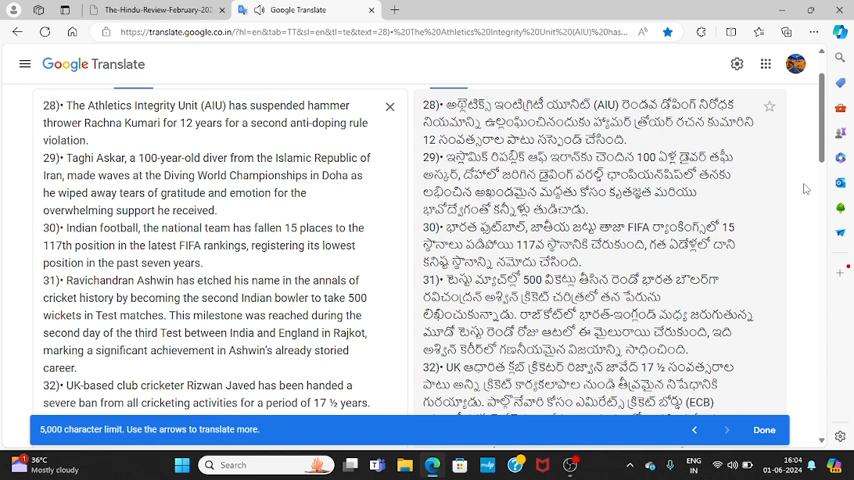 The-Hindu-Review-February-202
Google Translate
https://translate.google.co.in/?hl=en&tab=TT&sl=en&tl=te&text=28)•%20The%20Athletics%20Integrity%20Unit%20(AIU)%20has...
Google Translate
28)• The Athletics Integrity Unit (AIU) has suspended hammer
thrower Rachna Kumari for 12 years for a second anti-doping rule
violation.
29)• Taghi Askar, a 100-year-old diver from the Islamic Republic of
Iran, made waves at the Diving World Championships in Doha as
he wiped away tears of gratitude and emotion for the
overwhelming support he received.
30)• Indian football, the national team has fallen 15 places to the
117th position in the latest FIFA rankings, registering its lowest
position in the past seven years.
31)• Ravichandran Ashwin has etched his name in the annals of
cricket history by becoming the second Indian bowler to take 500
wickets in Test matches. This milestone was reached during the
second day of the third Test between India and England in Rajkot,
marking a significant achievement in Ashwin's already storied
career.
32)• UK-based club cricketer Rizwan Javed has been handed a
severe ban from all cricketing activities for a period of 17 ½ years.
28)• అథ్లెటిక్స్ ఇంటిగ్రిటీ యూనిట్ (AIU) రెండవ డోపింగ్ నిరోధక
నియమాన్ని ఉల్లంఘించినందుకు హ్యామర్ త్రోయర్ రచన కుమారిని
12 సంవత్సరాల పాటు సస్పెండ్ చేసింది.
29)• ఇస్లామిక్ రిపబ్లిక్ ఆఫ్ ఇరాన్‌కు చెందిన 100 ఏళ్ల డైవర్ తఘీ
అస్కర్, దోహాలో జరిగిన డైవింగ్ వరల్డ్ ఛాంపియన్‌షిప్‌లో తనకు
లభించిన అఖండమైన మద్దతు కోసం కృతజ్ఞత మరియు
భావోద్వేగంతో కన్నీళ్లు తుడిచాడు.
30)• భారత ఫుట్‌బాల్, జాతీయ జట్టు తాజా FIFA ర్యాంకింగ్స్‌లో 15
స్థానాలు పడిపోయి 117వ స్థానానికి చేరుకుంది, గత ఏడేళ్లలో దాని
కనిష్ట స్థానాన్ని నమోదు చేసింది.
31)• టెస్టు మ్యాచ్‌ల్లో 500 వికెట్లు తీసిన రెండో భారత బౌలర్‌గా
రవిచంద్రన్ అశ్విన్ క్రికెట్ చరిత్రలో తన పేరును
లిఖించుకున్నాడు. రాజ్‌కోట్‌లో భారత్-ఇంగ్లండ్ మధ్య జరుగుతున్న
మూడో టెస్టు రెండో రోజు ఆటలో ఈ మైలురాయి చేరుకుంది, ఇది
అశ్విన్ కెరీర్‌లో గణనీయమైన విజయాన్ని సాధించింది.
32)• UK ఆధారిత క్లబ్ క్రికెటర్ రిజ్వాన్ జావేద్ 17 ½ సంవత్సరాల
పాటు అన్ని క్రికెట్ కార్యకలాపాల నుండి తీవ్రమైన నిషేధానికి
గురయ్యాడు. పాల్గొనేవారి కోసం ఎమిరేట్స్ క్రికెట్ బోర్డు (ECB)
5,000 character limit. Use the arrows to translate more.
Done
36°C
Mostly cloudy
Search
ENG
IN
16:04
01-06-2024